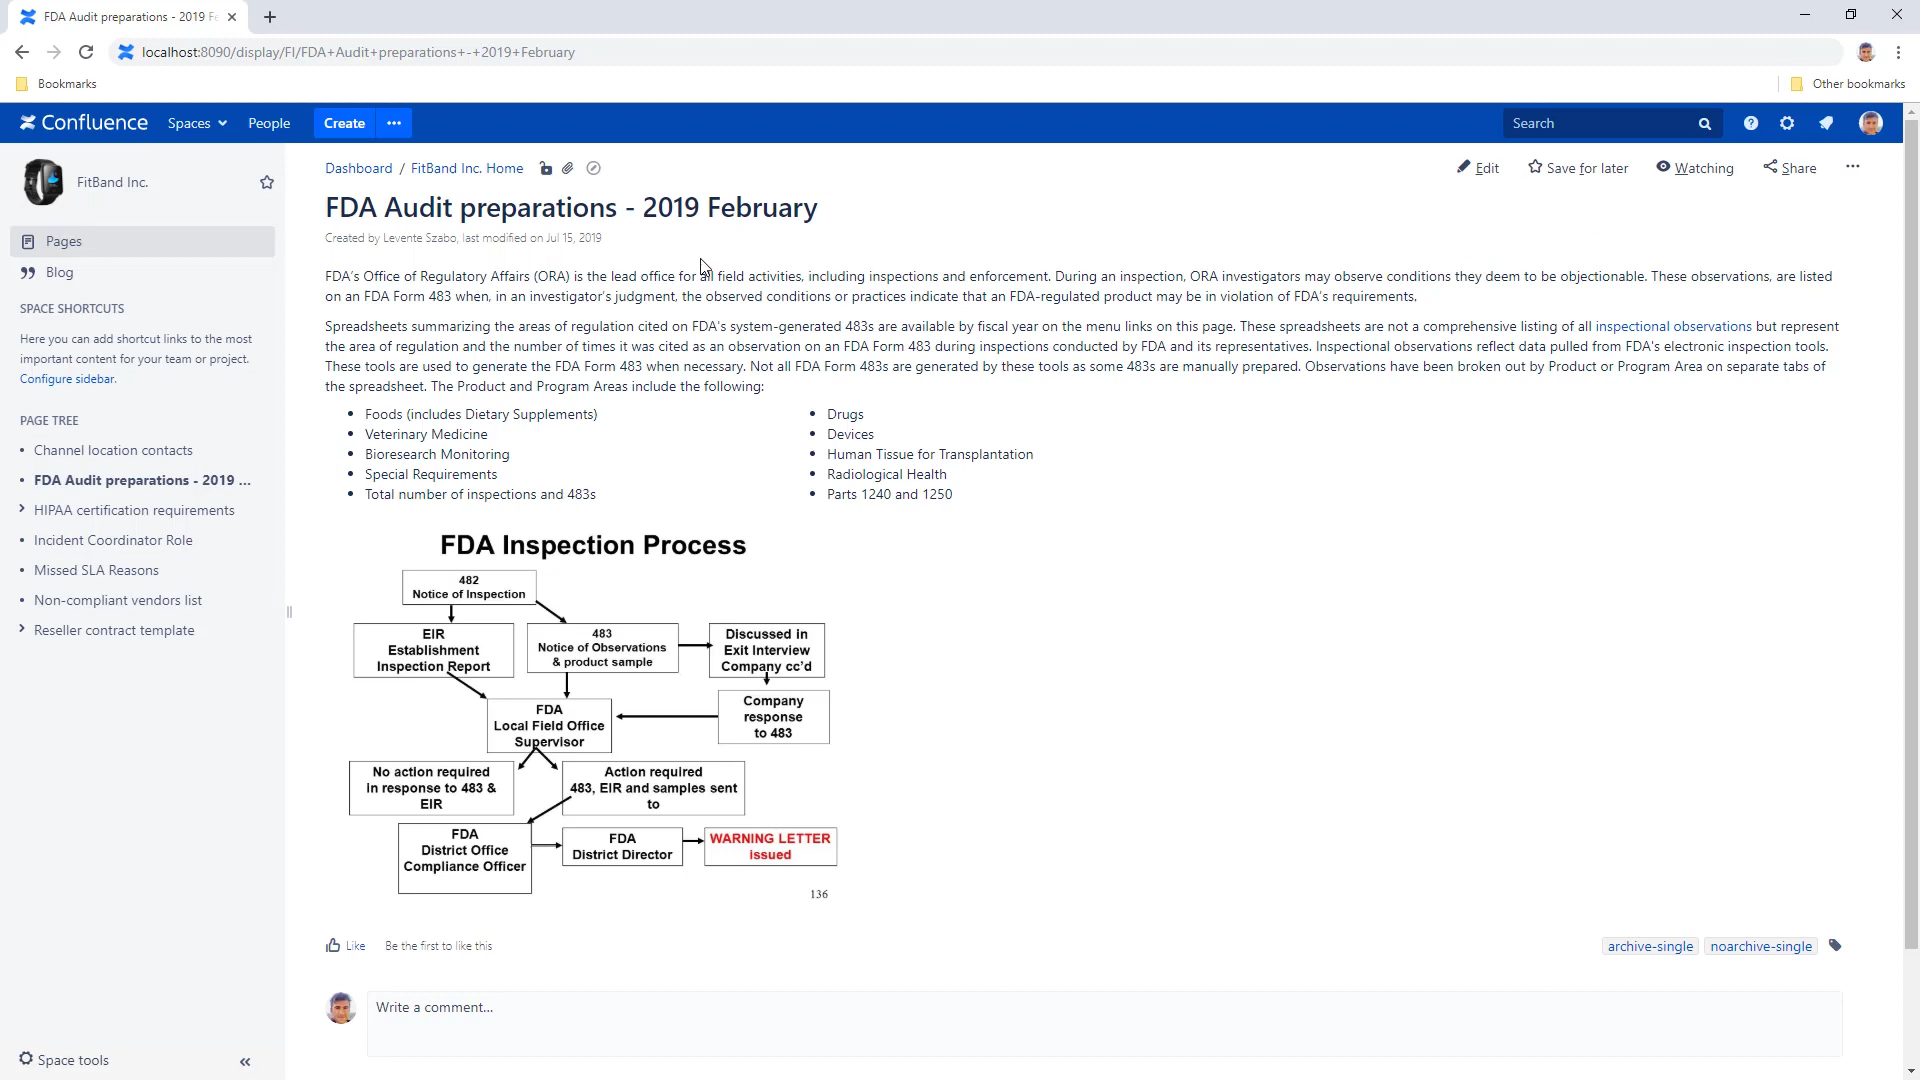 FDA Audit preparations - 2019 Fe
localhost:8090/display/FI/FDA+Audit+preparations+-+2019+February
Bookmarks
Other bookmarks
Confluence
Spaces
People
Create
Search
FitBand Inc.
Pages
Blog
SPACE SHORTCUTS
Here you can add shortcut links to the most
important content for your team or project.
Configure sidebar.
PAGE TREE
Channel location contacts
FDA Audit preparations - 2019 ...
HIPAA certification requirements
Incident Coordinator Role
Missed SLA Reasons
Non-compliant vendors list
Reseller contract template
Space tools
Dashboard / FitBand Inc. Home
Edit
Save for later
Watching
Share
FDA Audit preparations - 2019 February
Created by Levente Szabo, last modified on Jul 15, 2019
FDA's Office of Regulatory Affairs (ORA) is the lead office for all field activities, including inspections and enforcement. During an inspection, ORA investigators may observe conditions they deem to be objectionable. These observations, are listed
on an FDA Form 483 when, in an investigator's judgment, the observed conditions or practices indicate that an FDA-regulated product may be in violation of FDA's requirements.
Spreadsheets summarizing the areas of regulation cited on FDA's system-generated 483s are available by fiscal year on the menu links on this page. These spreadsheets are not a comprehensive listing of all inspectional observations but represent
the area of regulation and the number of times it was cited as an observation on an FDA Form 483 during inspections conducted by FDA and its representatives. Inspectional observations reflect data pulled from FDA's electronic inspection tools.
These tools are used to generate the FDA Form 483 when necessary. Not all FDA Form 483s are generated by these tools as some 483s are manually prepared. Observations have been broken out by Product or Program Area on separate tabs of
the spreadsheet. The Product and Program Areas include the following:
Foods (includes Dietary Supplements)
Veterinary Medicine
Bioresearch Monitoring
Special Requirements
Total number of inspections and 483s
Drugs
Devices
Human Tissue for Transplantation
Radiological Health
Parts 1240 and 1250
FDA Inspection Process
482
Notice of Inspection
EIR
Establishment
Inspection Report
483
Notice of Observations
& product sample
Discussed in
Exit Interview
Company cc'd
FDA
Local Field Office
Supervisor
Company
response
to 483
No action required
in response to 483 &
EIR
Action required
483, EIR and samples sent
to
FDA
District Office
Compliance Officer
FDA
District Director
WARNING LETTER
issued
136
Like
Be the first to like this
archive-single
noarchive-single
Write a comment...